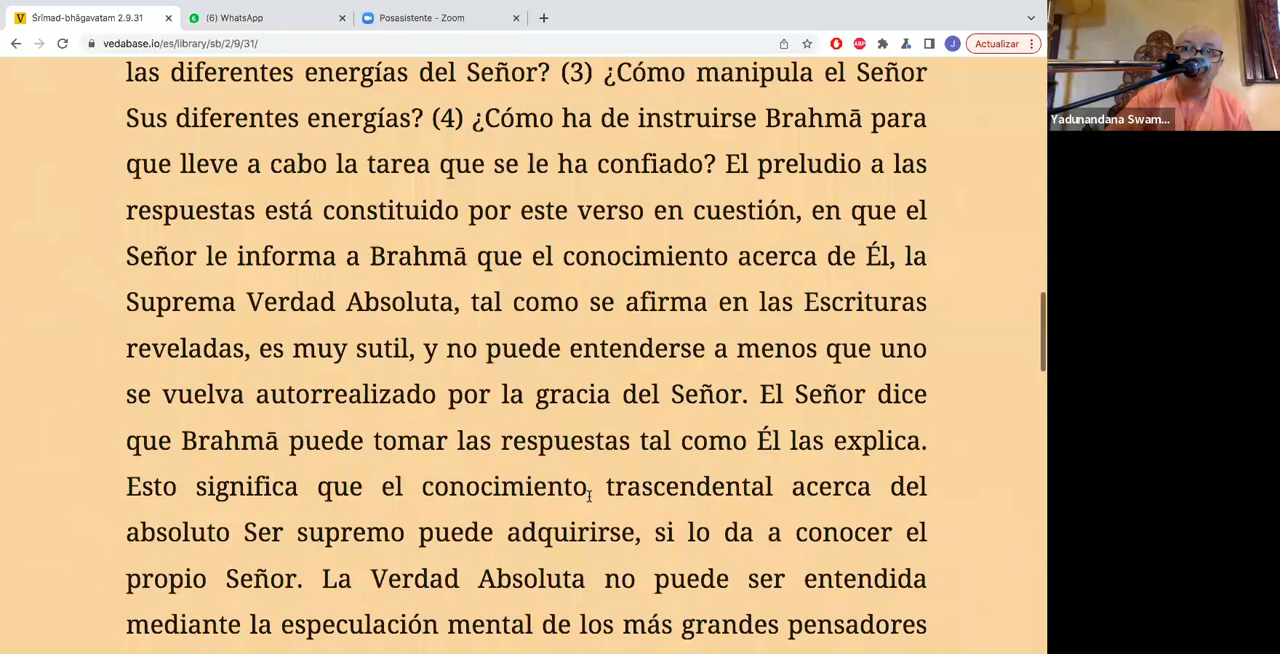 Śrīmad-bhāgavatam 2.9.31
(6) WhatsApp
Posasistente - Zoom
vedabase.io/es/library/sb/2/9/31/
ABP
J
Actualizar
Yadunandana Swam...
las diferentes energías del Señor? (3) ¿Cómo manipula el Señor
Sus diferentes energías? (4) ¿Cómo ha de instruirse Brahmā para
que lleve a cabo la tarea que se le ha confiado? El preludio a las
respuestas está constituido por este verso en cuestión, en que el
Señor le informa a Brahmā que el conocimiento acerca de Él, la
Suprema Verdad Absoluta, tal como se afirma en las Escrituras
reveladas, es muy sutil, y no puede entenderse a menos que uno
se vuelva autorrealizado por la gracia del Señor. El Señor dice
que Brahmā puede tomar las respuestas tal como Él las explica.
Esto significa que el conocimiento trascendental acerca del
absoluto Ser supremo puede adquirirse, si lo da a conocer el
propio Señor. La Verdad Absoluta no puede ser entendida
mediante la especulación mental de los más grandes pensadores